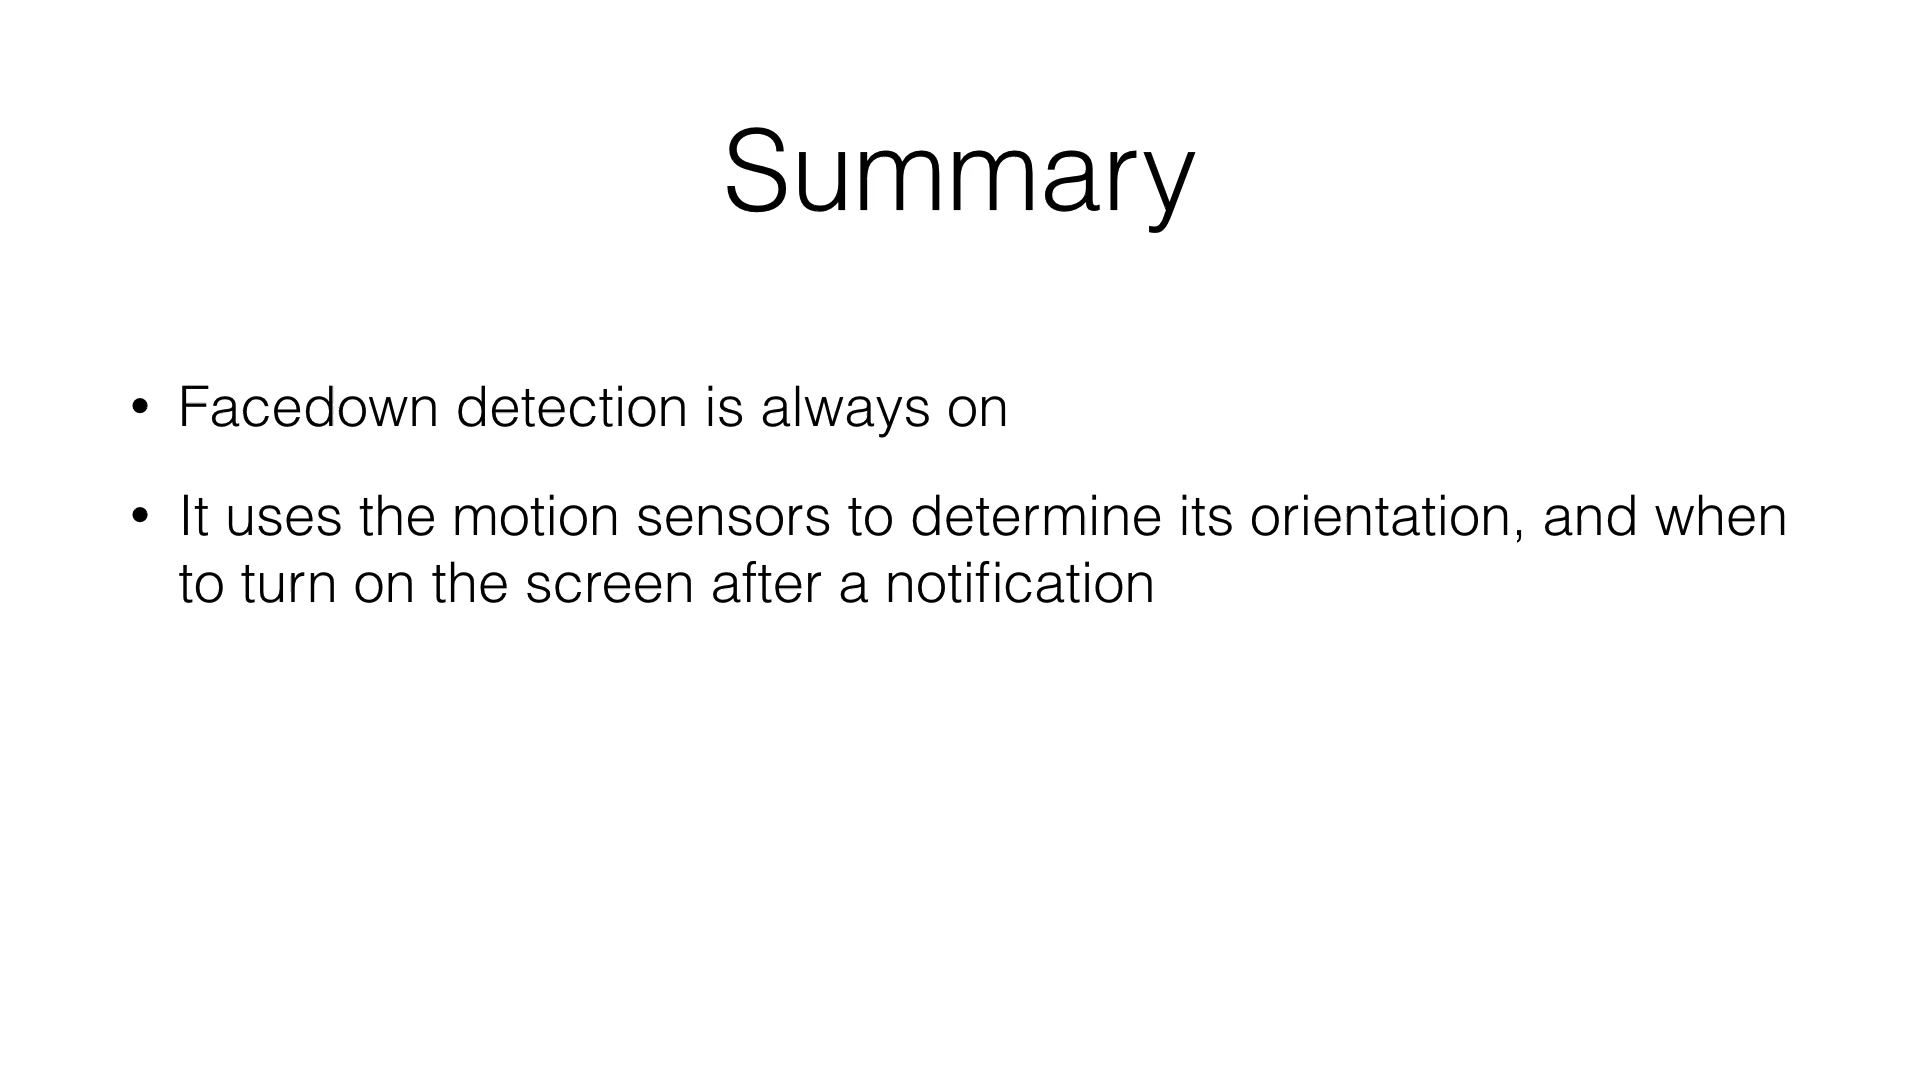 Summary
• Facedown detection is always on
• It uses the motion sensors to determine its orientation, and when
to turn on the screen after a notification